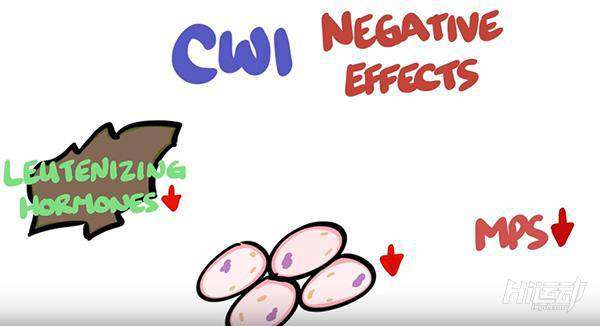 CWI
NEGATIVE
EFFECTS
LEUTENIZING
HORMONES
MPS
Hi运动